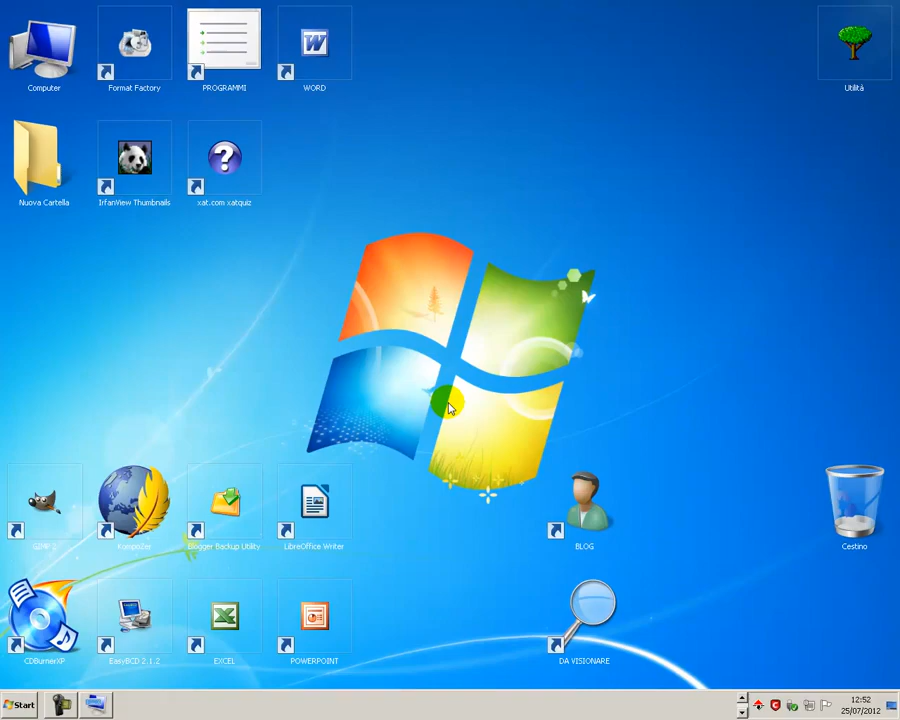 Computer
Format Factory
PROGRAMMI
WORD
Utilità
Nuova Cartella
IrfanView Thumbnails
xat.com xatquiz
GIMP 2
KompoZer
Blogger Backup Utility
LibreOffice Writer
BLOG
Cestino
CDBurnerXP
EasyBCD 2.1.2
EXCEL
POWERPOINT
DA VISIONARE
Start
12:52
25/07/2012